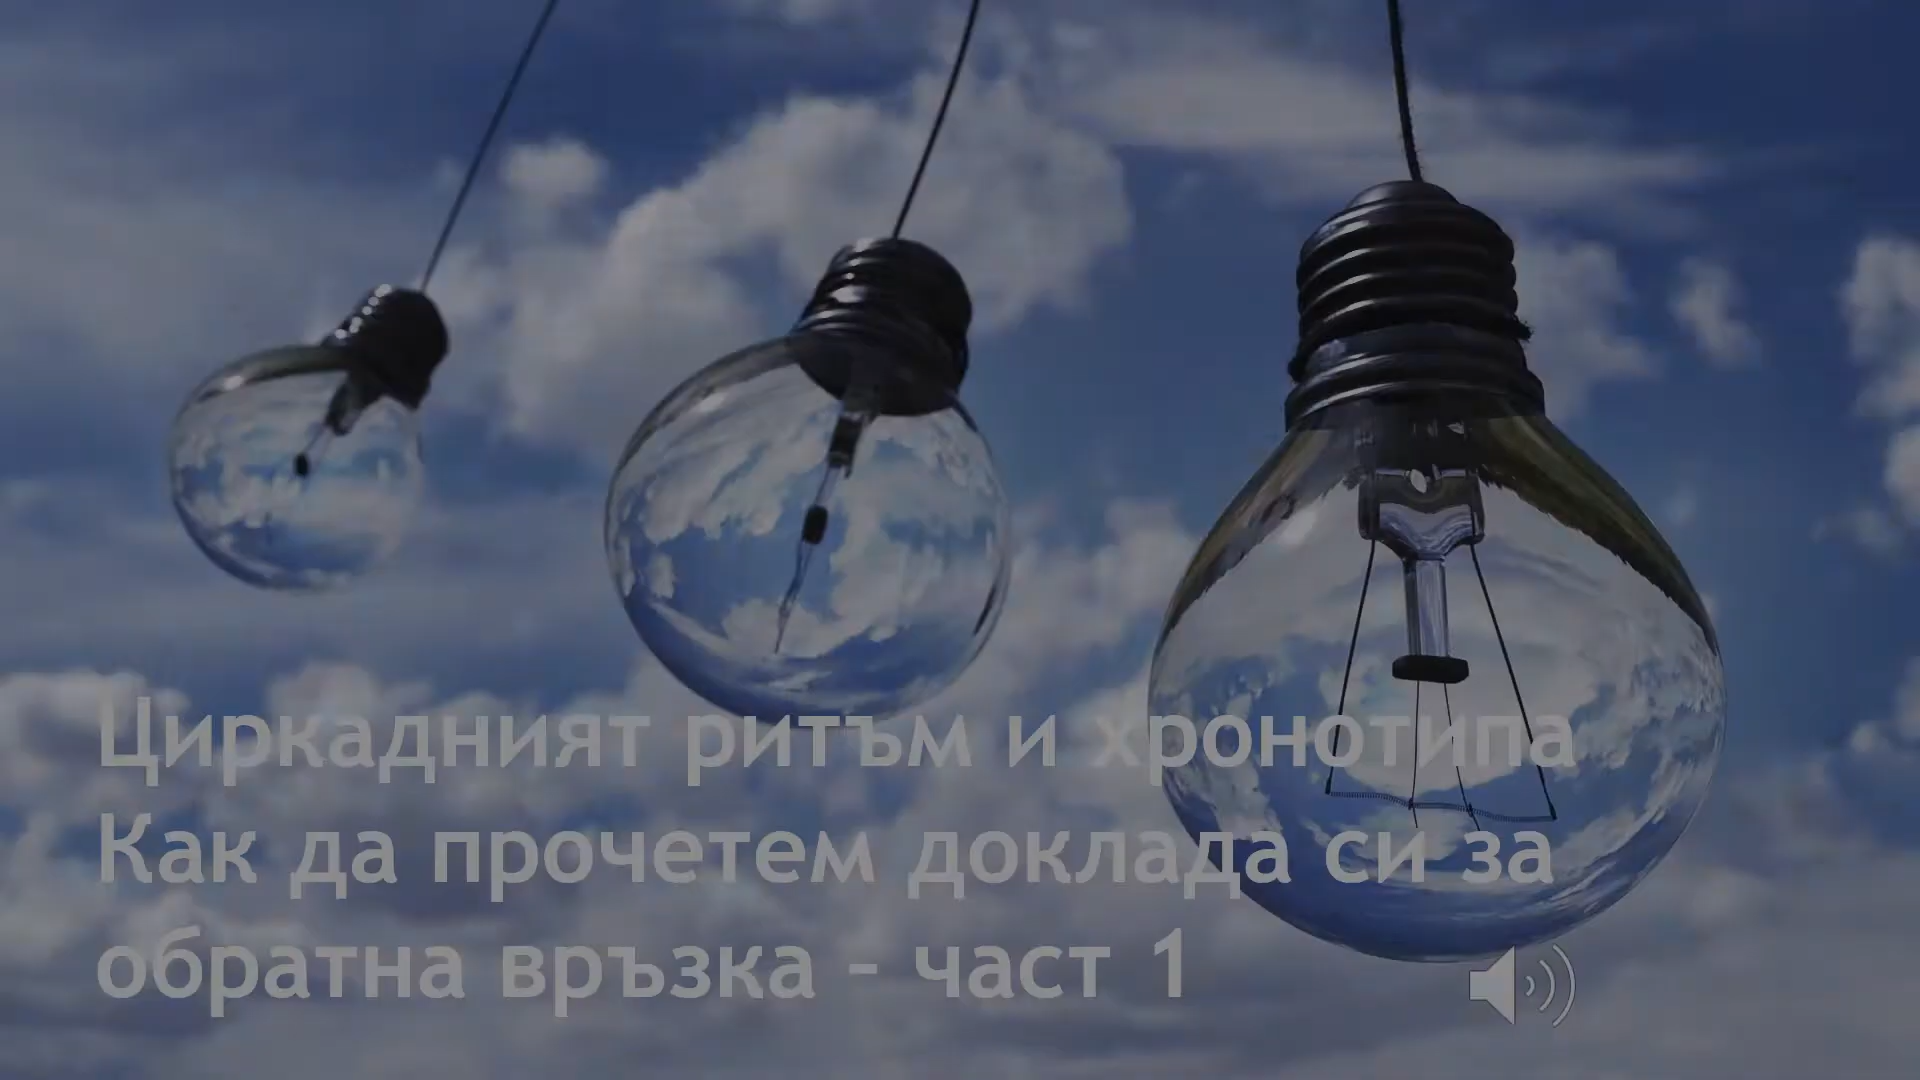 Циркадният ритъм и хронотипа
Как да прочетем доклада си за
обратна връзка – част 1